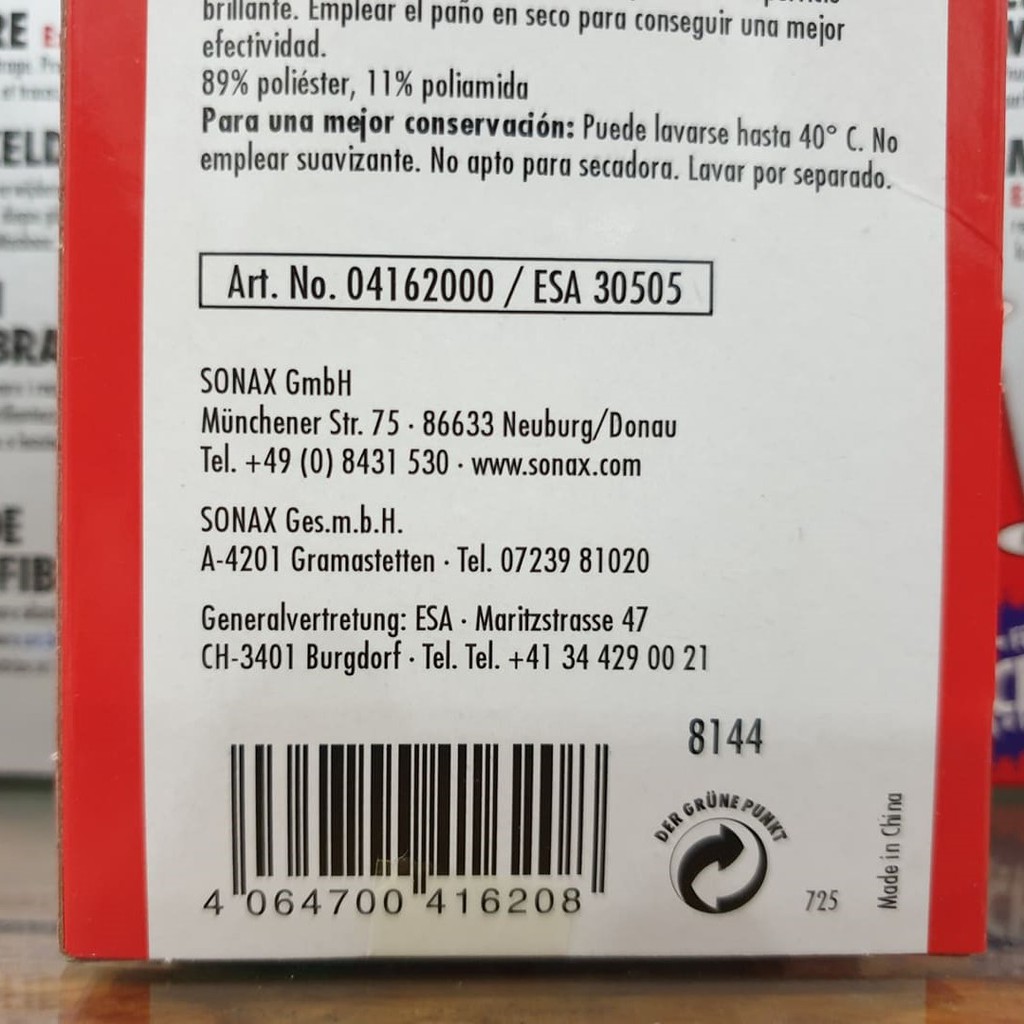 brillante. Emplear el paño en seco para conseguir una mejor
efectividad.
89% poliéster, 11% poliamida
Para una mejor conservación: Puede lavarse hasta 40° C. No
emplear suavizante. No apto para secadora. Lavar por separado.
Art. No. 04162000 / ESA 30505
SONAX GmbH
Münchener Str. 75 · 86633 Neuburg/Donau
Tel. +49 (0) 8431 530 · www.sonax.com
SONAX Ges.m.b.H.
A-4201 Gramastetten · Tel. 07239 81020
Generalvertretung: ESA · Maritzstrasse 47
CH-3401 Burgdorf · Tel. Tel. +41 34 429 00 21
8144
DER GRÜNE PUNKT
4 064700 416208
725
Made in China